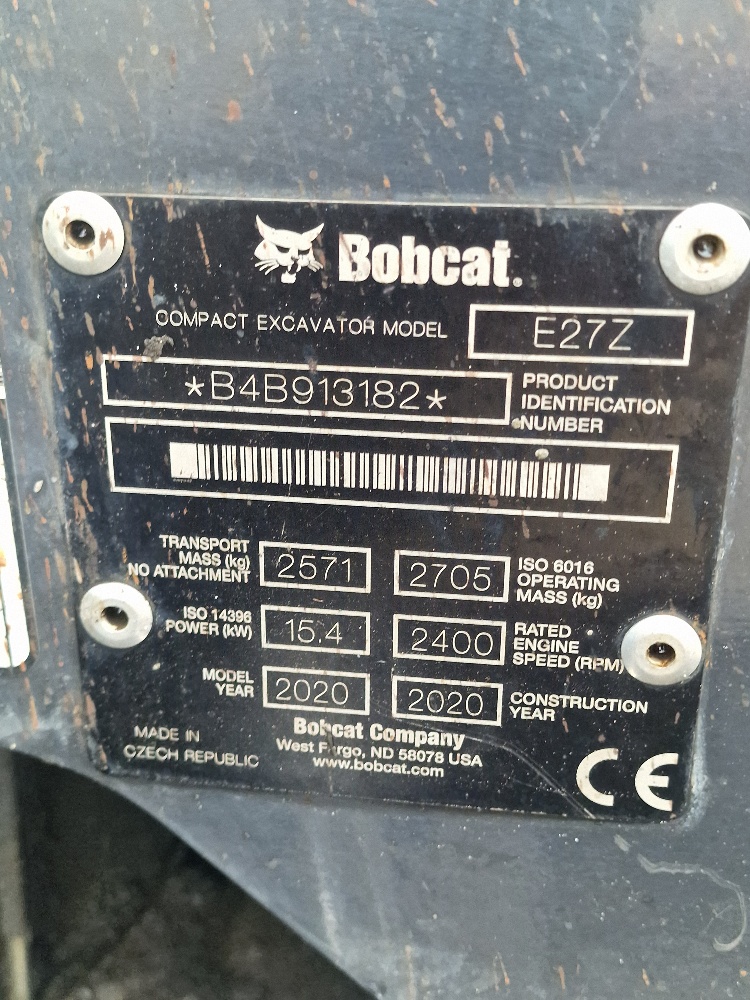 Bobcat.
COMPACT EXCAVATOR MODEL E27Z
*B4B913182* PRODUCT
IDENTIFICATION
NUMBER
TRANSPORT
MASS (kg)
NO ATTACHMENT
2571
2705
ISO 6016
OPERATING
MASS (kg)
ISO 14396
POWER (kW)
15.4
2400
RATED
ENGINE
SPEED (RPM)
MODEL
YEAR
2020
2020
CONSTRUCTION
YEAR
MADE IN
CZECH REPUBLIC
Bobcat Company
West Fargo, ND 58078 USA
www.bobcat.com
CE